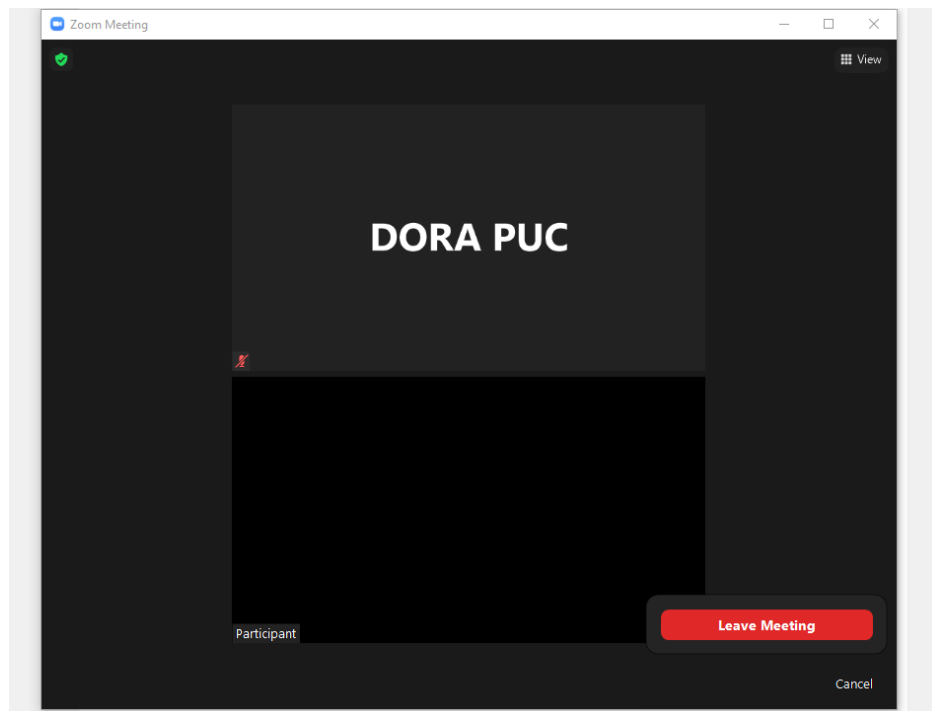 Zoom Meeting
View
DORA PUC
Participant
Leave Meeting
Cancel